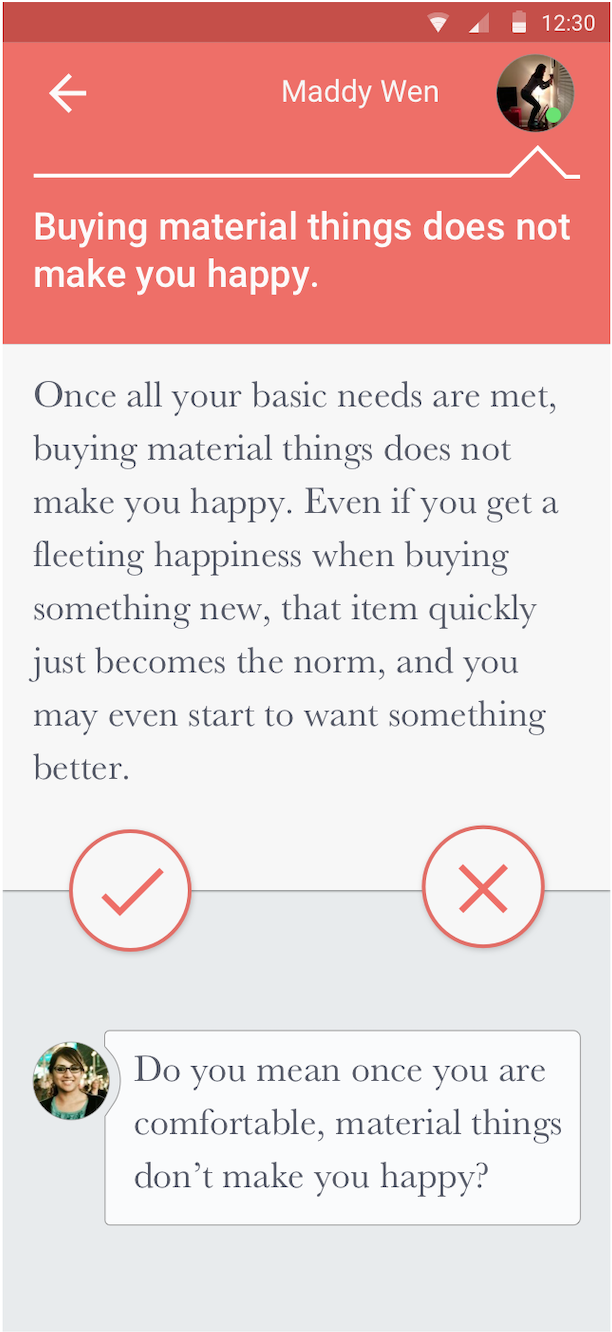 12:30
Maddy Wen
Buying material things does not
make you happy.
Once all your basic needs are met,
buying material things does not
make you happy. Even if you get a
fleeting happiness when buying
something new, that item quickly
just becomes the norm, and you
may even start to want something
better.
Do you mean once you are
comfortable, material things
don’t make you happy?